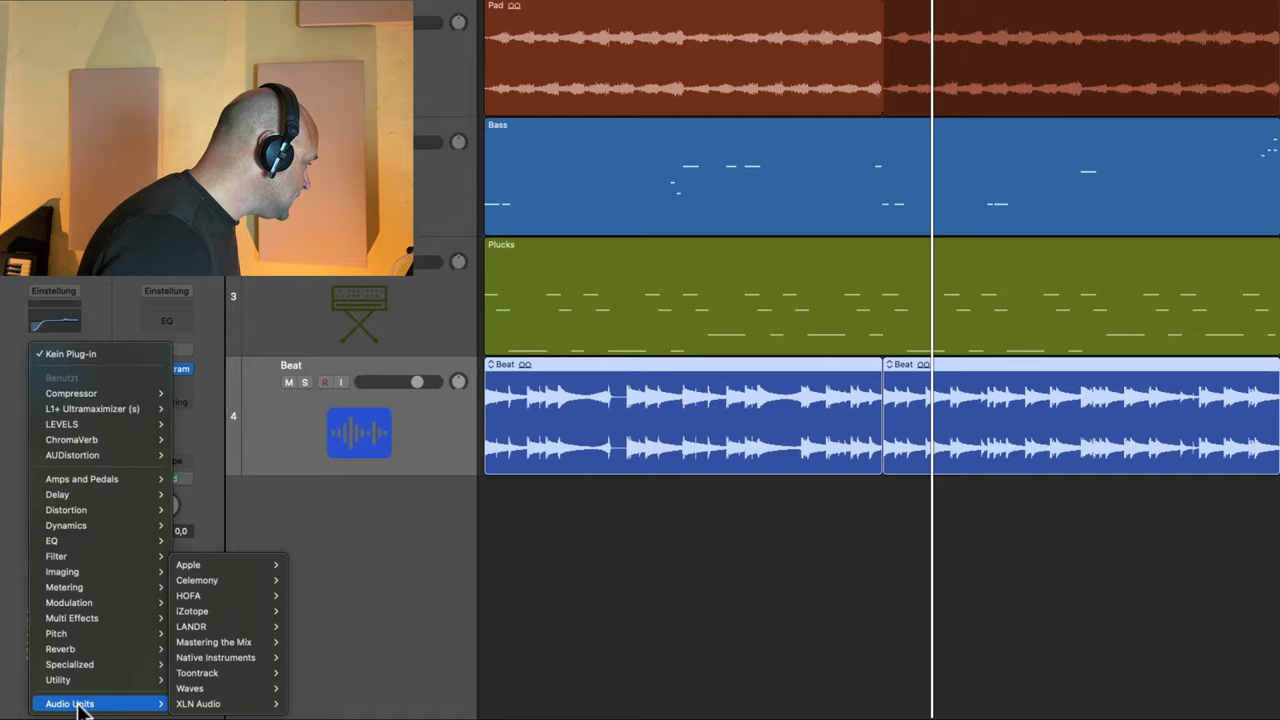 Pad
Bass
Plucks
Einstellung
Einstellung
EQ
3
Beat
M S R I
4
Beat
Beat
0,0
✓ Kein Plug-in
Benutzt
Compressor
L1+ Ultramaximizer (s)
LEVELS
ChromaVerb
AUDistortion
Amps and Pedals
Delay
Distortion
Dynamics
EQ
Filter
Imaging
Metering
Modulation
Multi Effects
Pitch
Reverb
Specialized
Utility
Audio Units
Apple
Celemony
HOFA
iZotope
LANDR
Mastering the Mix
Native Instruments
Toontrack
Waves
XLN Audio